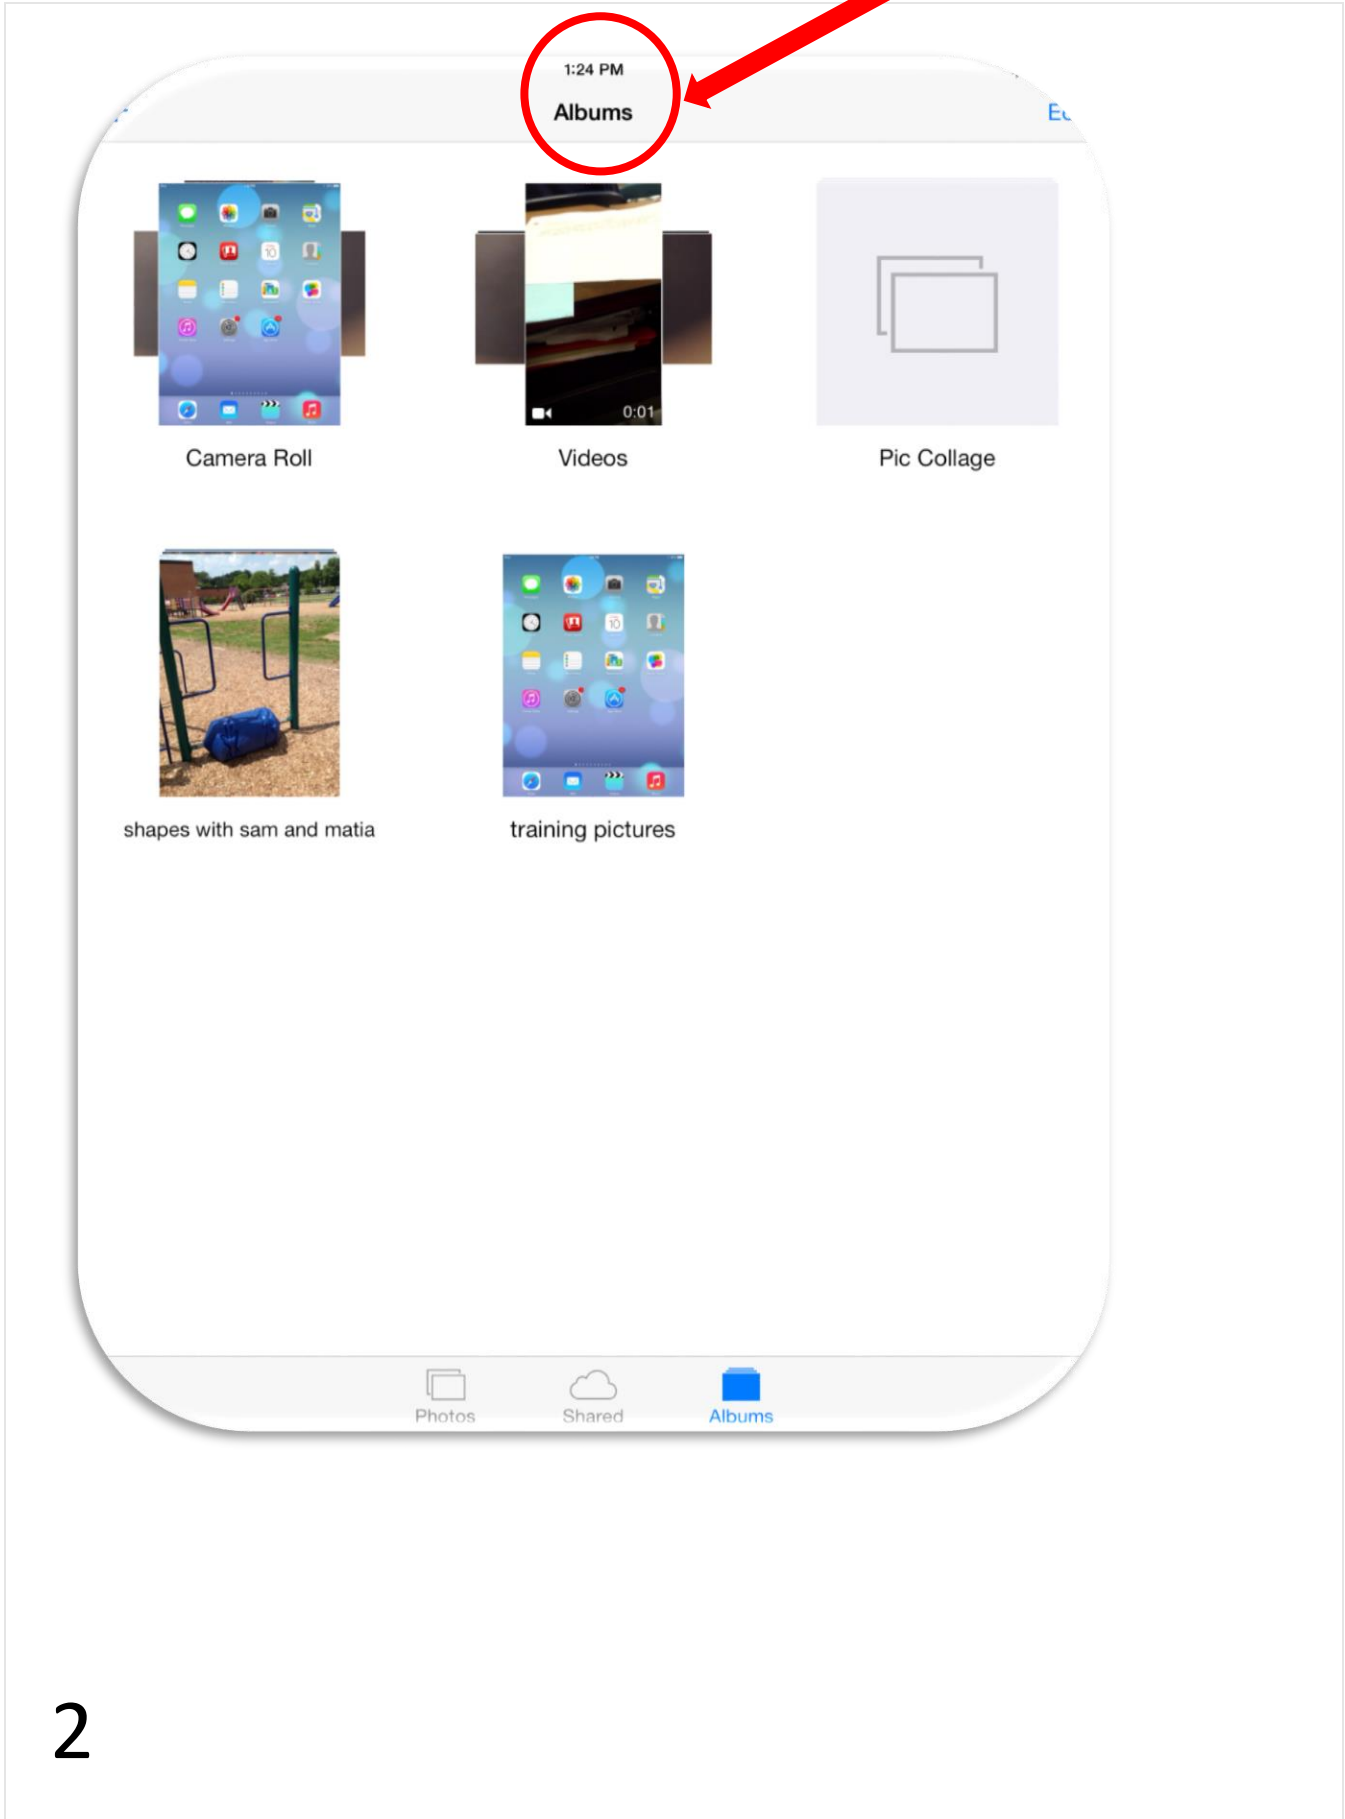 1:24 PM
Albums
0:01
Camera Roll
Videos
Pic Collage
shapes with sam and matia
training pictures
Photos
Shared
Albums
2